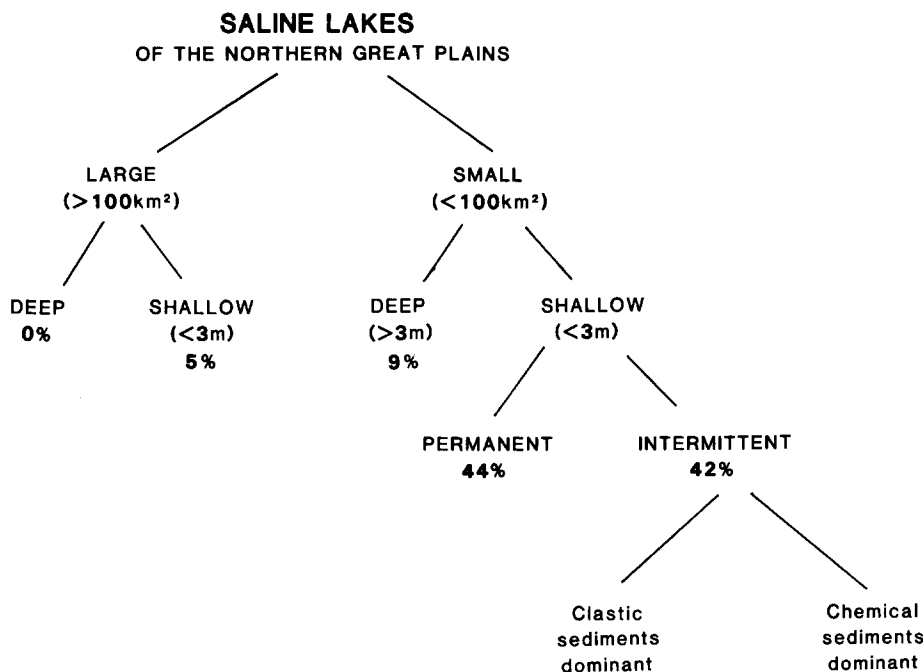 SALINE LAKES
OF THE NORTHERN GREAT PLAINS
LARGE
(>100km²)
SMALL
(<100km²)
DEEP
0%
SHALLOW
(<3m)
5%
DEEP
(>3m)
9%
SHALLOW
(<3m)
PERMANENT
44%
INTERMITTENT
42%
Clastic
sediments
dominant
Chemical
sediments
dominant